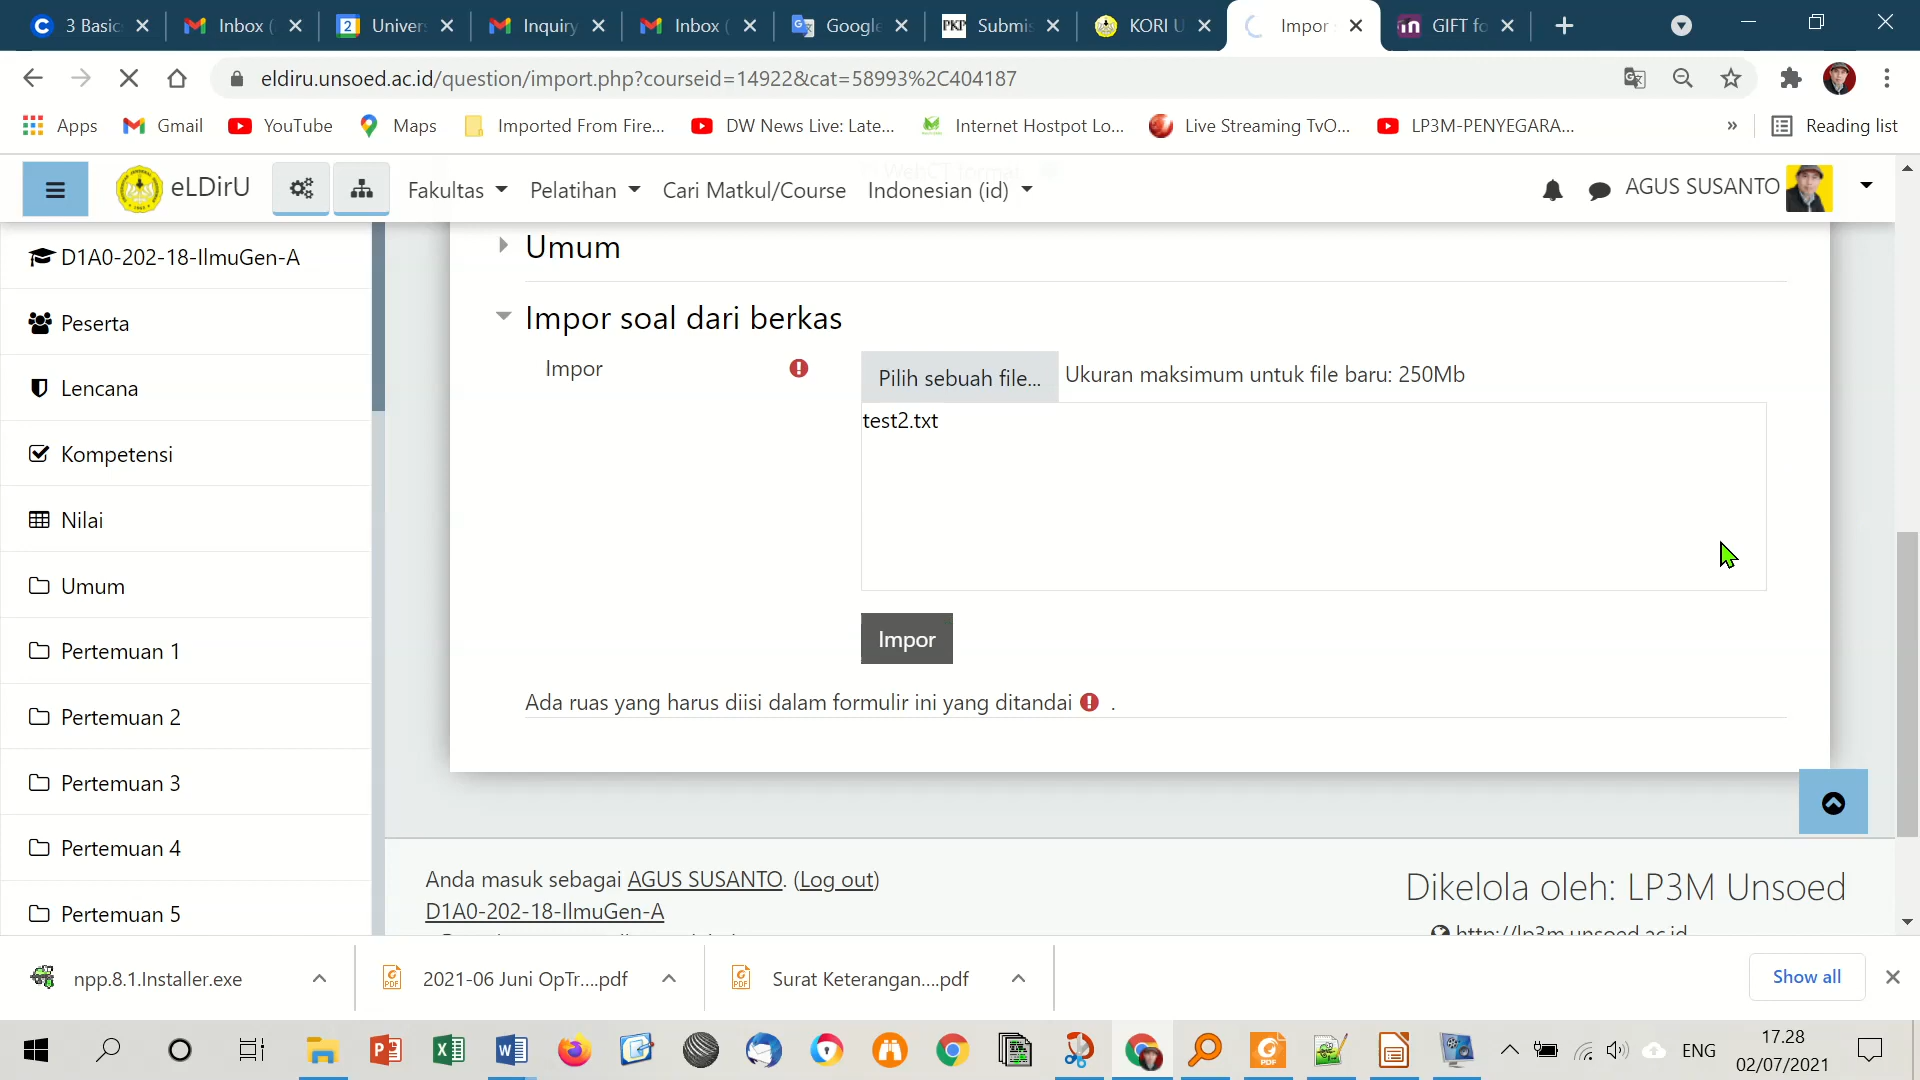 3 Basic
Inbox (
Univer
Inquiry
Inbox (
Google
Submi
KORI U
Impor
GIFT fo
eldiru.unsoed.ac.id/question/import.php?courseid=14922&cat=58993%2C404187
Apps
Gmail
YouTube
Maps
Imported From Fire...
DW News Live: Late...
Internet Hostpot Lo...
Live Streaming TvO...
LP3M-PENYEGARA...
»
Reading list
eLDirU
Fakultas
Pelatihan
Cari Matkul/Course
Indonesian (id)
AGUS SUSANTO
D1A0-202-18-IlmuGen-A
Peserta
Lencana
Kompetensi
Nilai
Umum
Pertemuan 1
Pertemuan 2
Pertemuan 3
Pertemuan 4
Pertemuan 5
Umum
Impor soal dari berkas
Impor
Pilih sebuah file...
Ukuran maksimum untuk file baru: 250Mb
test2.txt
Impor
Ada ruas yang harus diisi dalam formulir ini yang ditandai .
Anda masuk sebagai AGUS SUSANTO. (Log out)
D1A0-202-18-IlmuGen-A
Dikelola oleh: LP3M Unsoed
http://lp3m.unsoed.ac.id
npp.8.1.Installer.exe
2021-06 Juni OpTr....pdf
Surat Keterangan....pdf
Show all
ENG
17.28
02/07/2021